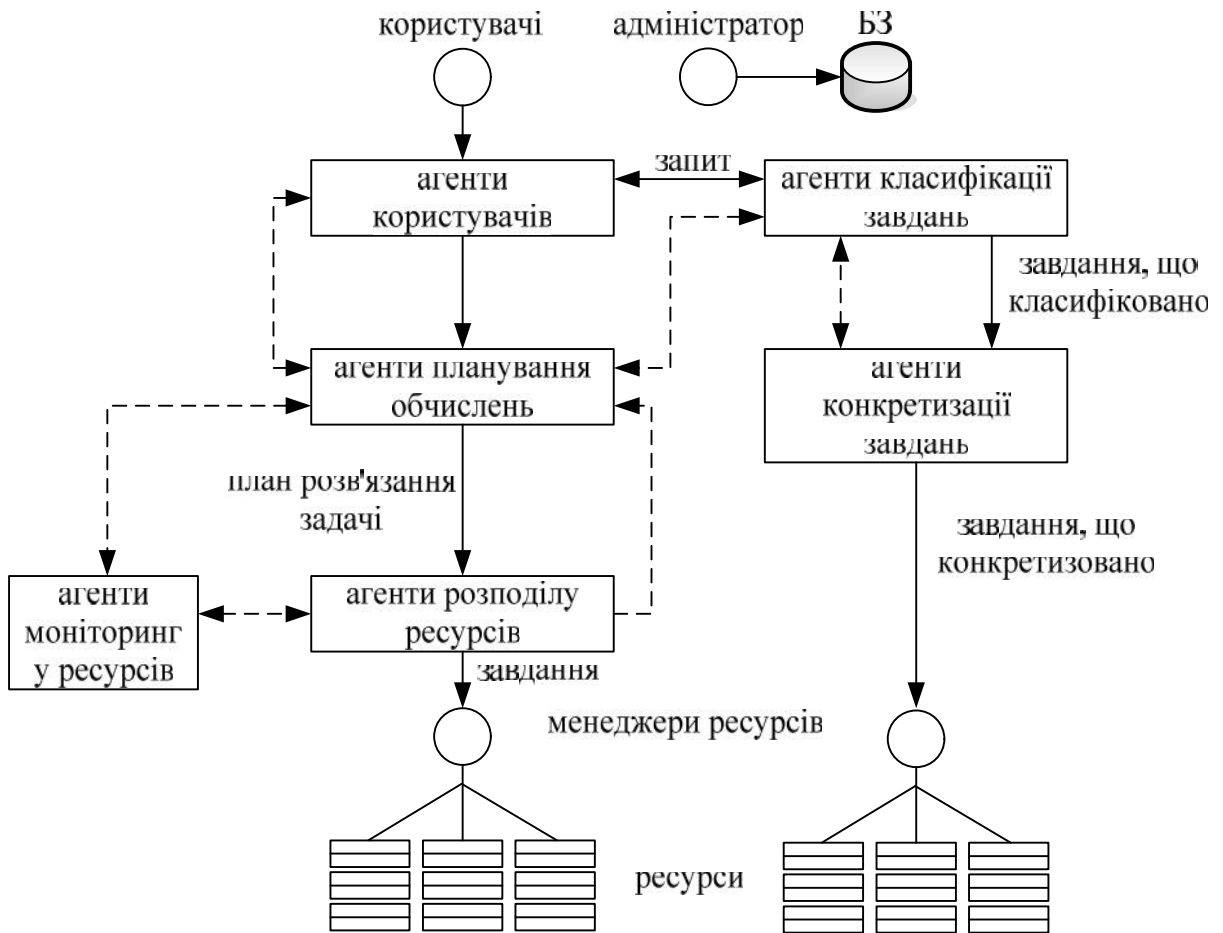 користувачі
адміністратор
БЗ
агенти
користувачів
запит
агенти класифікації
завдань
завдання, що
класифіковано
агенти планування
обчислень
агенти
конкретизації
завдань
план розв'язання
задачі
завдання, що
конкретизовано
агенти
моніторинг
у ресурсів
агенти розподілу
ресурсів
завдання
менеджери ресурсів
ресурси